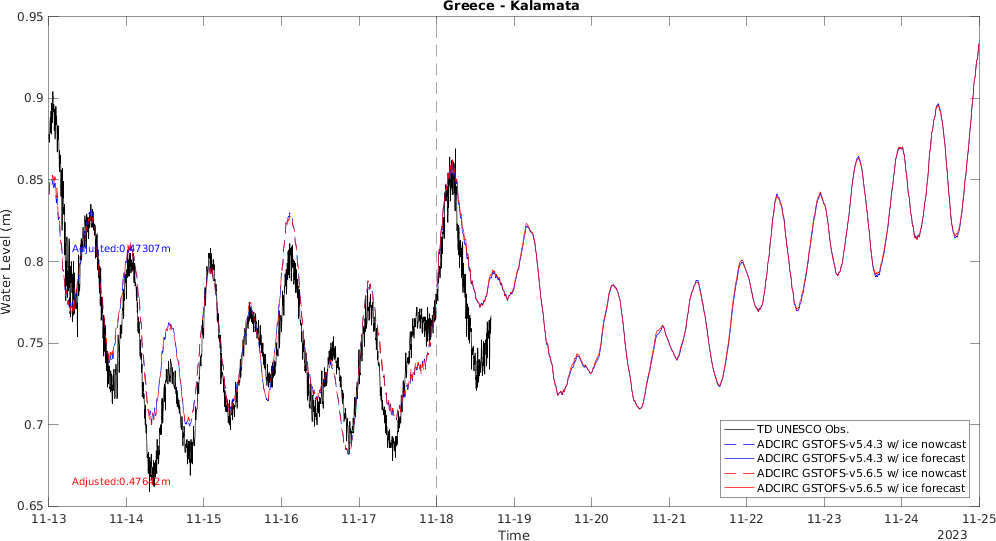 Greece - Kalamata
0.95
0.9
0.85
0.8
0.75
0.7
0.65
Water Level (m)
Adjusted:0.47307m
Adjusted:0.47642m
TD UNESCO Obs.
ADCIRC GSTOFS-v5.4.3 w/ ice nowcast
ADCIRC GSTOFS-v5.4.3 w/ ice forecast
ADCIRC GSTOFS-v5.6.5 w/ ice nowcast
ADCIRC GSTOFS-v5.6.5 w/ ice forecast
11-13 11-14 11-15 11-16 11-17 11-18 11-19 11-20 11-21 11-22 11-23 11-24 11-25
Time
2023